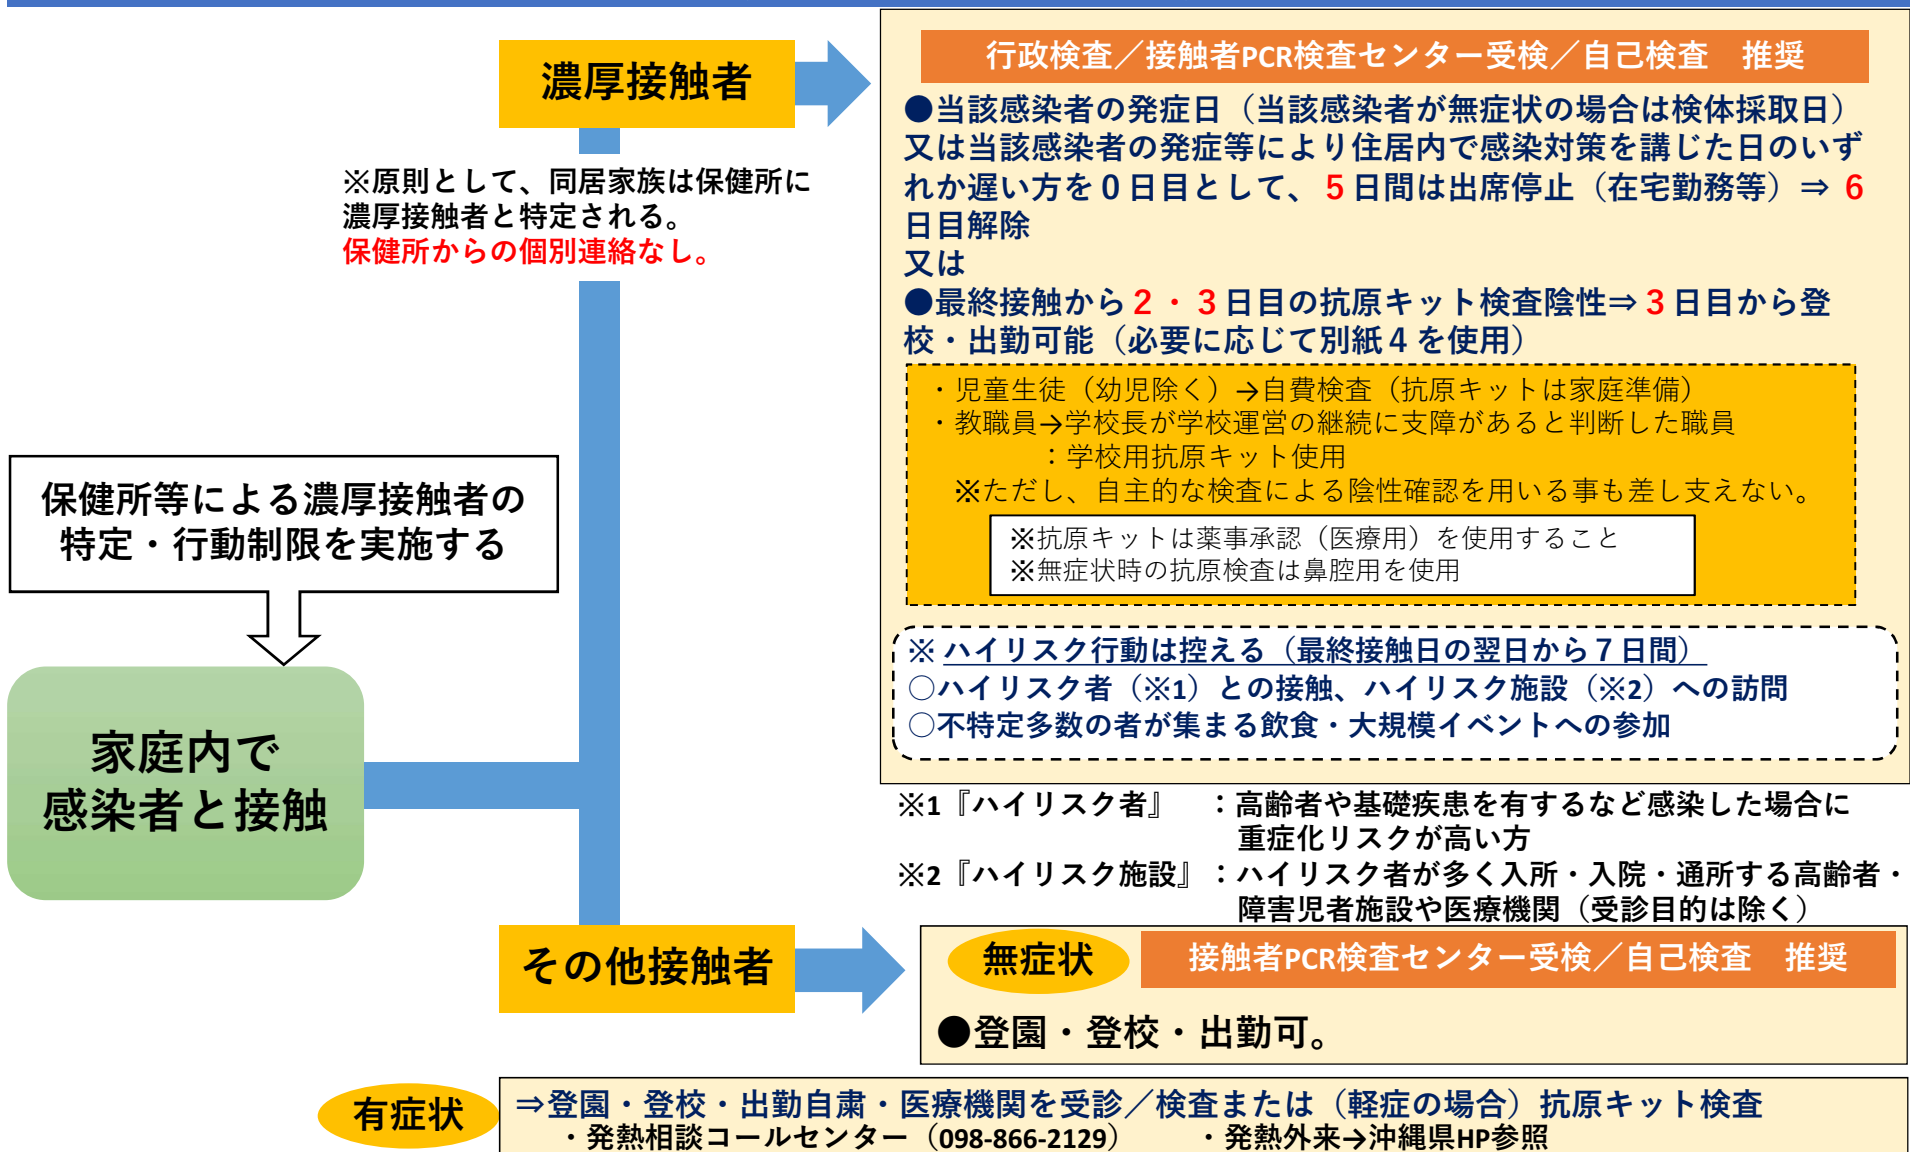 濃厚接触者
※原則として、同居家族は保健所に
濃厚接触者と特定される。
保健所からの個別連絡なし。
行政検査／接触者PCR検査センター受検／自己検査　推奨
●当該感染者の発症日（当該感染者が無症状の場合は検体採取日）
又は当該感染者の発症等により住居内で感染対策を講じた日のいず
れか遅い方を０日目として、５日間は出席停止（在宅勤務等）⇒ ６
日目解除
又は
●最終接触から２・３日目の抗原キット検査陰性⇒３日目から登
校・出勤可能（必要に応じて別紙４を使用）
・児童生徒（幼児除く）→自費検査（抗原キットは家庭準備）
・教職員→学校長が学校運営の継続に支障があると判断した職員
：学校用抗原キット使用
※ただし、自主的な検査による陰性確認を用いる事も差し支えない。
※抗原キットは薬事承認（医療用）を使用すること
※無症状時の抗原検査は鼻腔用を使用
※ ハイリスク行動は控える（最終接触日の翌日から７日間）
○ハイリスク者（※1）との接触、ハイリスク施設（※2）への訪問
○不特定多数の者が集まる飲食・大規模イベントへの参加
※1『ハイリスク者』　：高齢者や基礎疾患を有するなど感染した場合に
重症化リスクが高い方
※2『ハイリスク施設』：ハイリスク者が多く入所・入院・通所する高齢者・
障害児者施設や医療機関（受診目的は除く）
保健所等による濃厚接触者の
特定・行動制限を実施する
家庭内で
感染者と接触
その他接触者
無症状
接触者PCR検査センター受検／自己検査　推奨
●登園・登校・出勤可。
有症状
⇒登園・登校・出勤自粛・医療機関を受診／検査または（軽症の場合）抗原キット検査
・発熱相談コールセンター（098-866-2129）　　・発熱外来→沖縄県HP参照